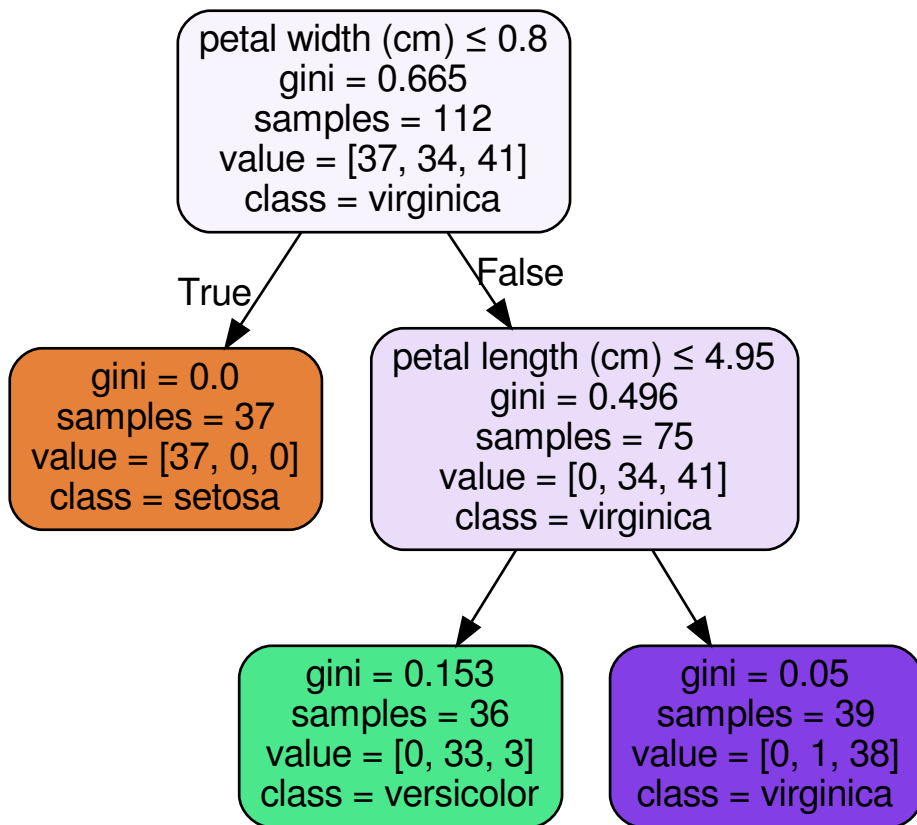 petal width (cm) ≤ 0.8
gini = 0.665
samples = 112
value = [37, 34, 41]
class = virginica
True
False
gini = 0.0
samples = 37
value = [37, 0, 0]
class = setosa
petal length (cm) ≤ 4.95
gini = 0.496
samples = 75
value = [0, 34, 41]
class = virginica
gini = 0.153
samples = 36
value = [0, 33, 3]
class = versicolor
gini = 0.05
samples = 39
value = [0, 1, 38]
class = virginica